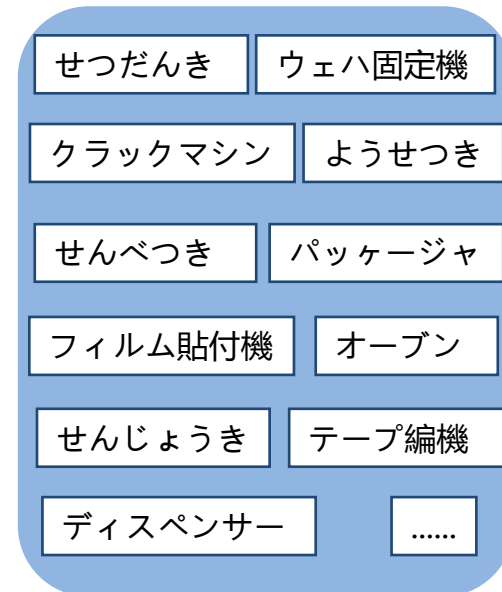 せつだんき
ウェハ固定機
クラックマシン
ようせつき
せんべつき
パッヶージャ
フィルム貼付機
オーブン
せんじょうき
テープ編機
ディスペンサー
......